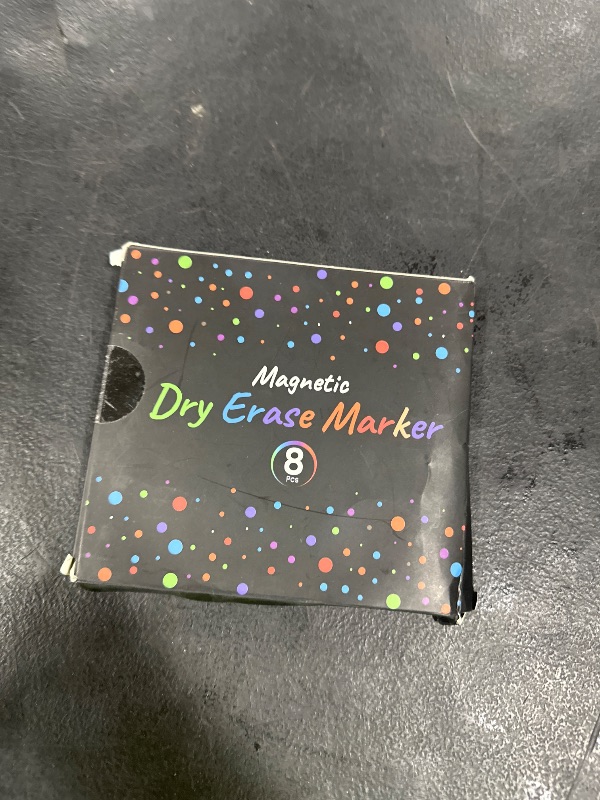 Magnetic
Dry Erase Marker
8
Pcs